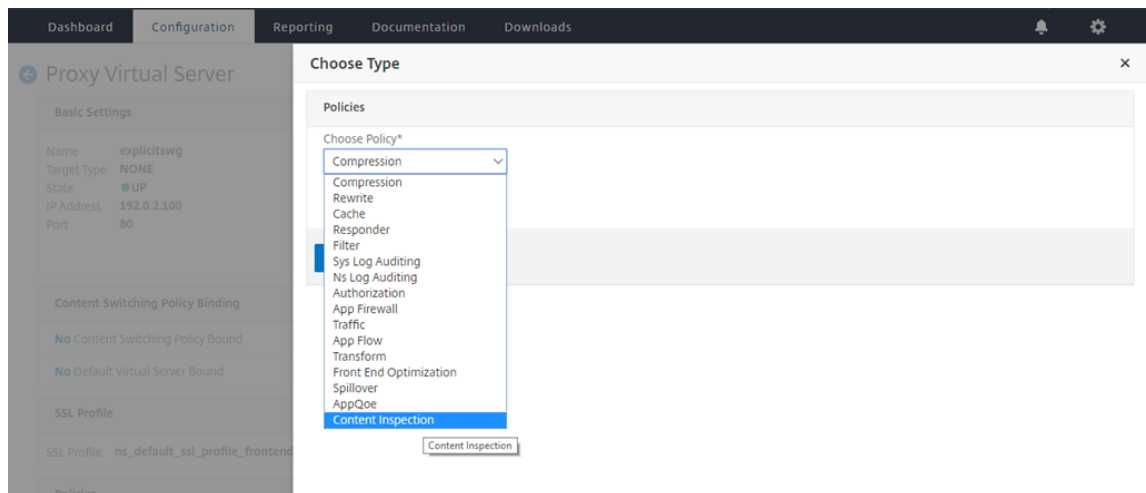 Dashboard Configuration Reporting Documentation Downloads
Proxy Virtual Server
Basic Settings
Name explicitswg
Target Type NONE
State UP
IP Address 192.0.2.100
Port 80
Content Switching Policy Binding
No Content Switching Policy Bound
No Default Virtual Server Bound
SSL Profile
SSL Profile ns_default_ssl_profile_frontend
Policies
Choose Type
Policies
Choose Policy*
Compression
Compression
Rewrite
Cache
Responder
Filter
Sys Log Auditing
Ns Log Auditing
Authorization
App Firewall
Traffic
App Flow
Transform
Front End Optimization
Spillover
AppQoe
Content Inspection
Content Inspection